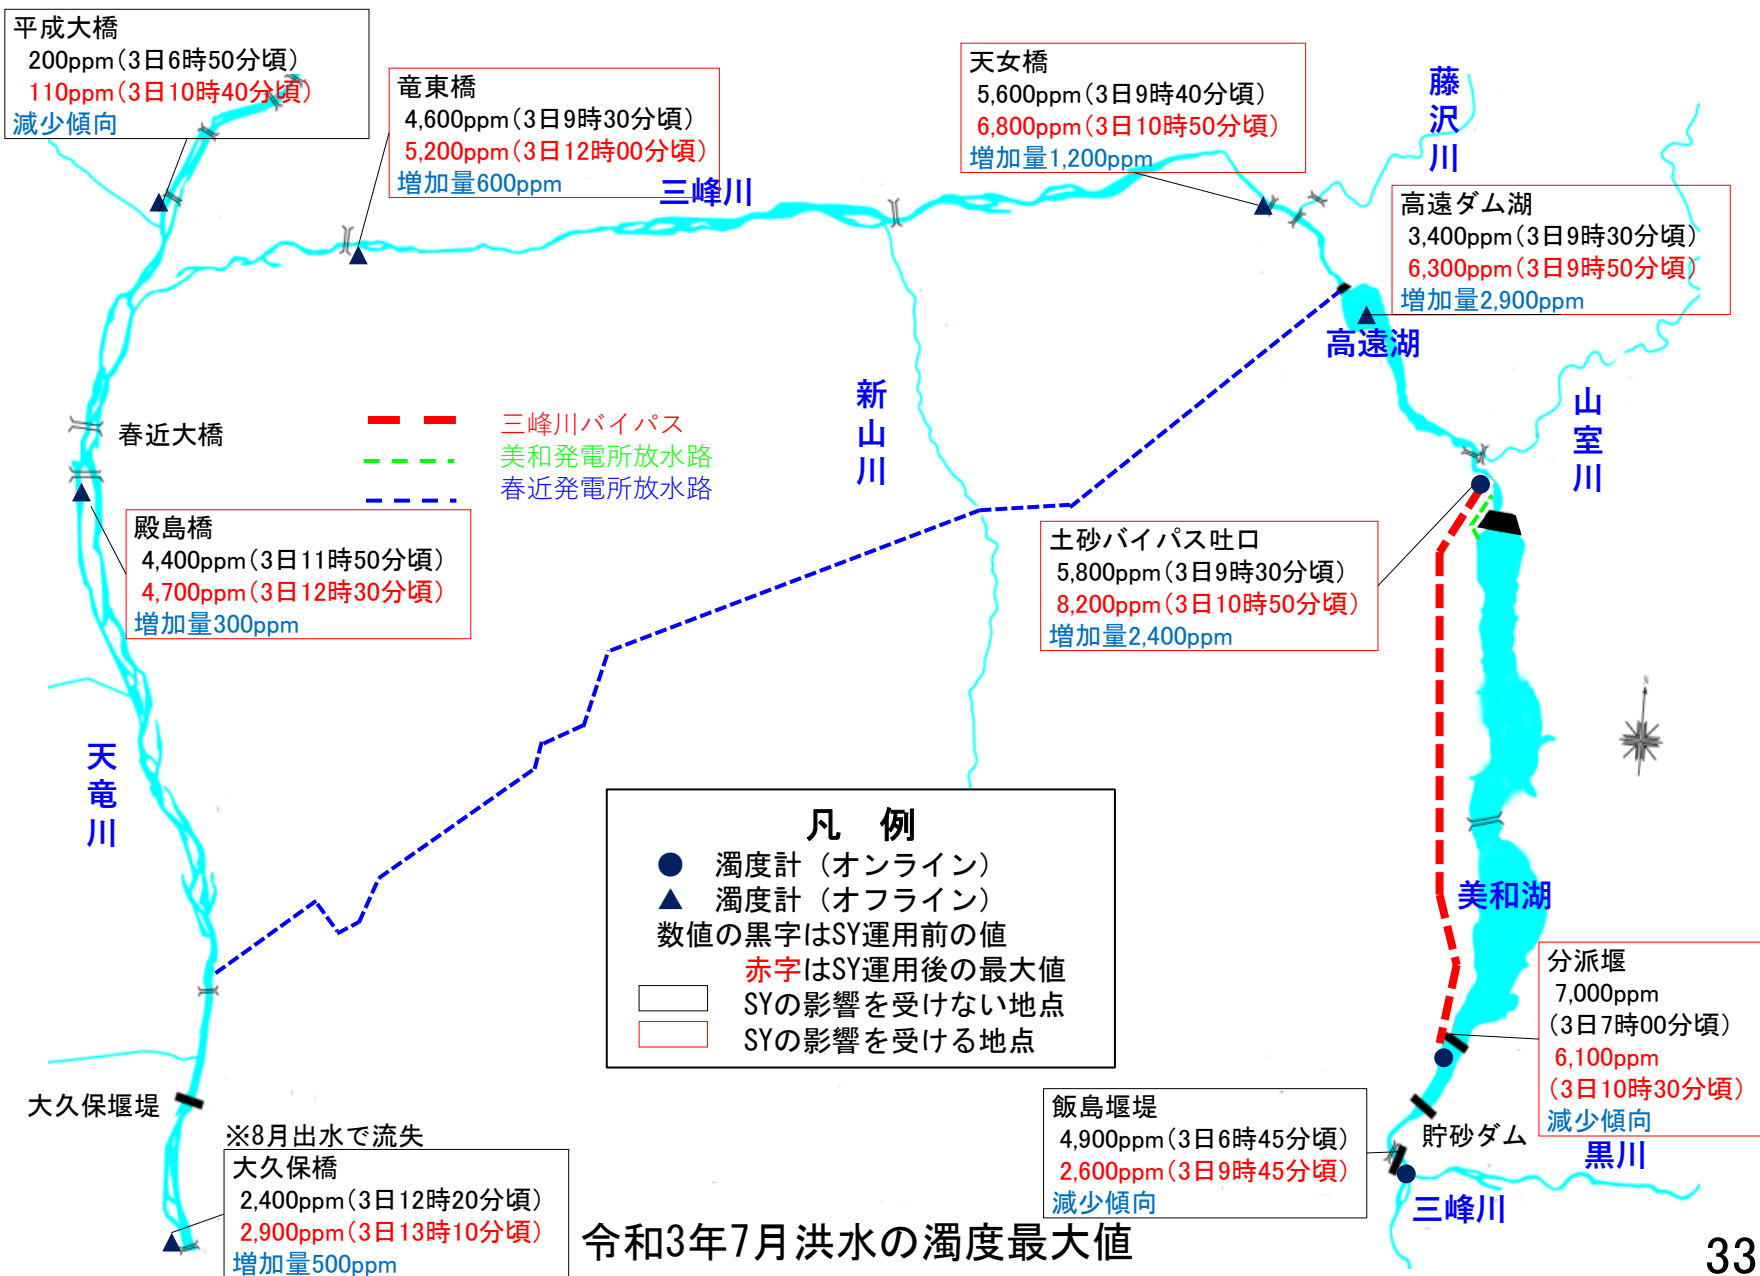 平成大橋
200ppm(3日6時50分頃)
110ppm(3日10時40分頃)
減少傾向
竜東橋
4,600ppm(3日9時30分頃)
5,200ppm(3日12時00分頃)
増加量600ppm
三峰川
天女橋
5,600ppm(3日9時40分頃)
6,800ppm(3日10時50分頃)
増加量1,200ppm
藤沢川
高遠ダム湖
3,400ppm(3日9時30分頃)
6,300ppm(3日9時50分頃)
増加量2,900ppm
高遠湖
新山川
山室川
春近大橋
三峰川バイパス
美和発電所放水路
春近発電所放水路
殿島橋
4,400ppm(3日11時50分頃)
4,700ppm(3日12時30分頃)
増加量300ppm
土砂バイパス吐口
5,800ppm(3日9時30分頃)
8,200ppm(3日10時50分頃)
増加量2,400ppm
N
天竜川
凡 例
濁度計（オンライン）
濁度計（オフライン）
数値の黒字はSY運用前の値
赤字はSY運用後の最大値
SYの影響を受けない地点
SYの影響を受ける地点
美和湖
分派堰
7,000ppm
(3日7時00分頃)
6,100ppm
(3日10時30分頃)
減少傾向
大久保堰堤
飯島堰堤
4,900ppm(3日6時45分頃)
2,600ppm(3日9時45分頃)
減少傾向
貯砂ダム
黒川
三峰川
※8月出水で流失
大久保橋
2,400ppm(3日12時20分頃)
2,900ppm(3日13時10分頃)
増加量500ppm
令和3年7月洪水の濁度最大値
33